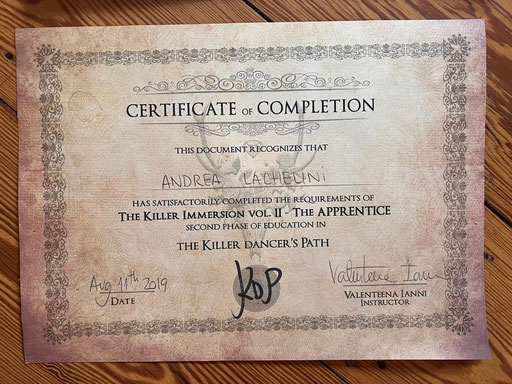 CERTIFICATE OF COMPLETION
THIS DOCUMENT RECOGNIZES THAT
ANDREA LACHELINI
HAS SATISFACTORILY COMPLETED THE REQUIREMENTS OF
THE KILLER IMMERSION VOL. II - THE APPRENTICE
SECOND PHASE OF EDUCATION IN
THE KILLER DANCER'S PATH
Aug 11th 2019
DATE
KDP
Valenteena Ianni
VALENTEENA IANNI
INSTRUCTOR